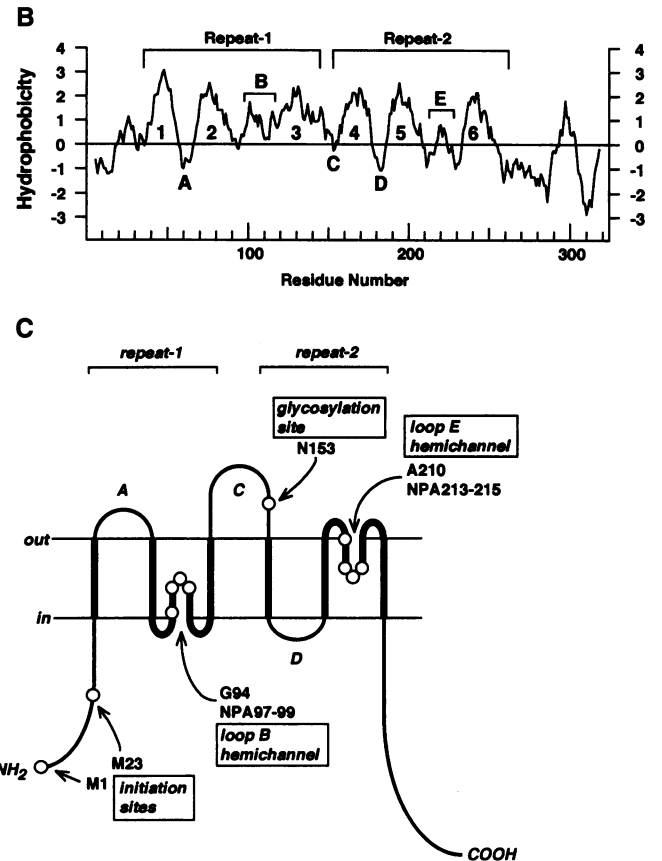 B
Repeat-1 Repeat-2
Hydrophobicity
4 4
3 3
2 2
1 1
0 0
-1 -1
-2 -2
-3 -3
B E
1 2 3 4 5 6
A C D
100 200 300
Residue Number
C
repeat-1 repeat-2
glycosylation
site
N153
loop E
hemichannel
A210
NPA213-215
A C
out
in
D
G94
NPA97-99
loop B
hemichannel
M23
NH2
M1
initiation
sites
COOH